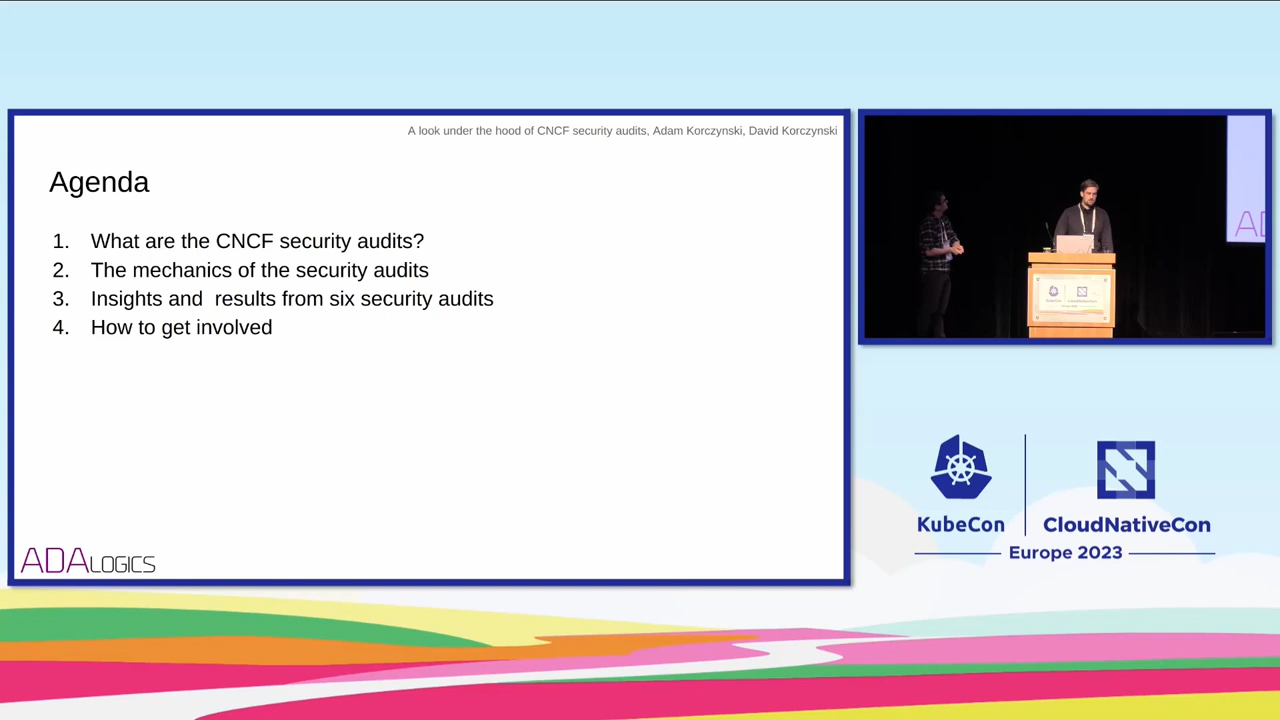 A look under the hood of CNCF security audits, Adam Korczynski, David Korczynski
Agenda
1. What are the CNCF security audits?
2. The mechanics of the security audits
3. Insights and  results from six security audits
4. How to get involved
ADALOGICS
AD
KubeCon
CloudNativeCon
Europe 2023